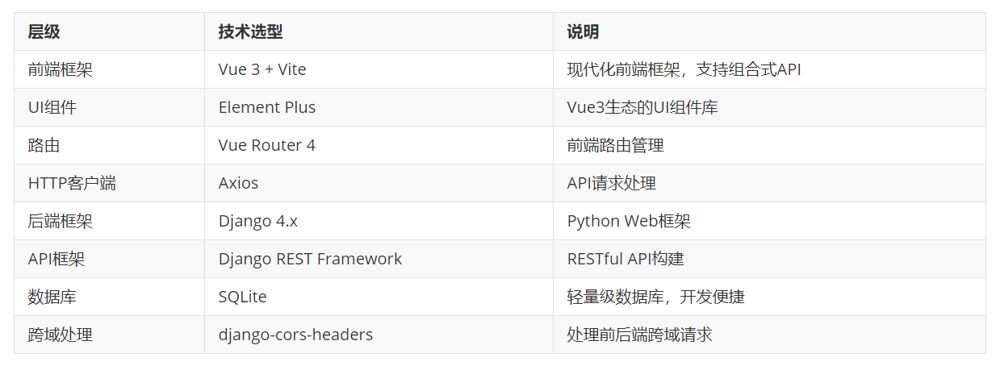 层级 技术选型 说明
前端框架 Vue 3 + Vite 现代化前端框架，支持组合式API
UI组件 Element Plus Vue3生态的UI组件库
路由 Vue Router 4 前端路由管理
HTTP客户端 Axios API请求处理
后端框架 Django 4.x Python Web框架
API框架 Django REST Framework RESTful API构建
数据库 SQLite 轻量级数据库，开发便捷
跨域处理 django-cors-headers 处理前后端跨域请求